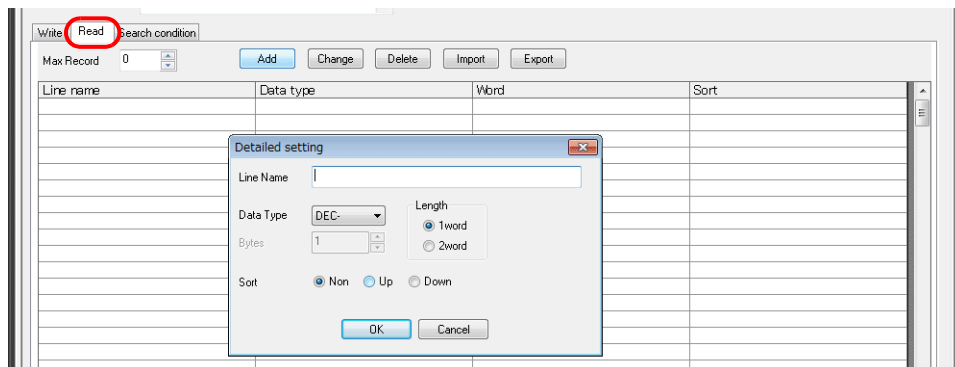 Write Read Search condition
Max Record 0 Add Change Delete Import Export
Line name Data type Word Sort
Detailed setting
Line Name
Data Type DEC- Length
1word
Bytes 1 2word
Sort Non Up Down
OK Cancel